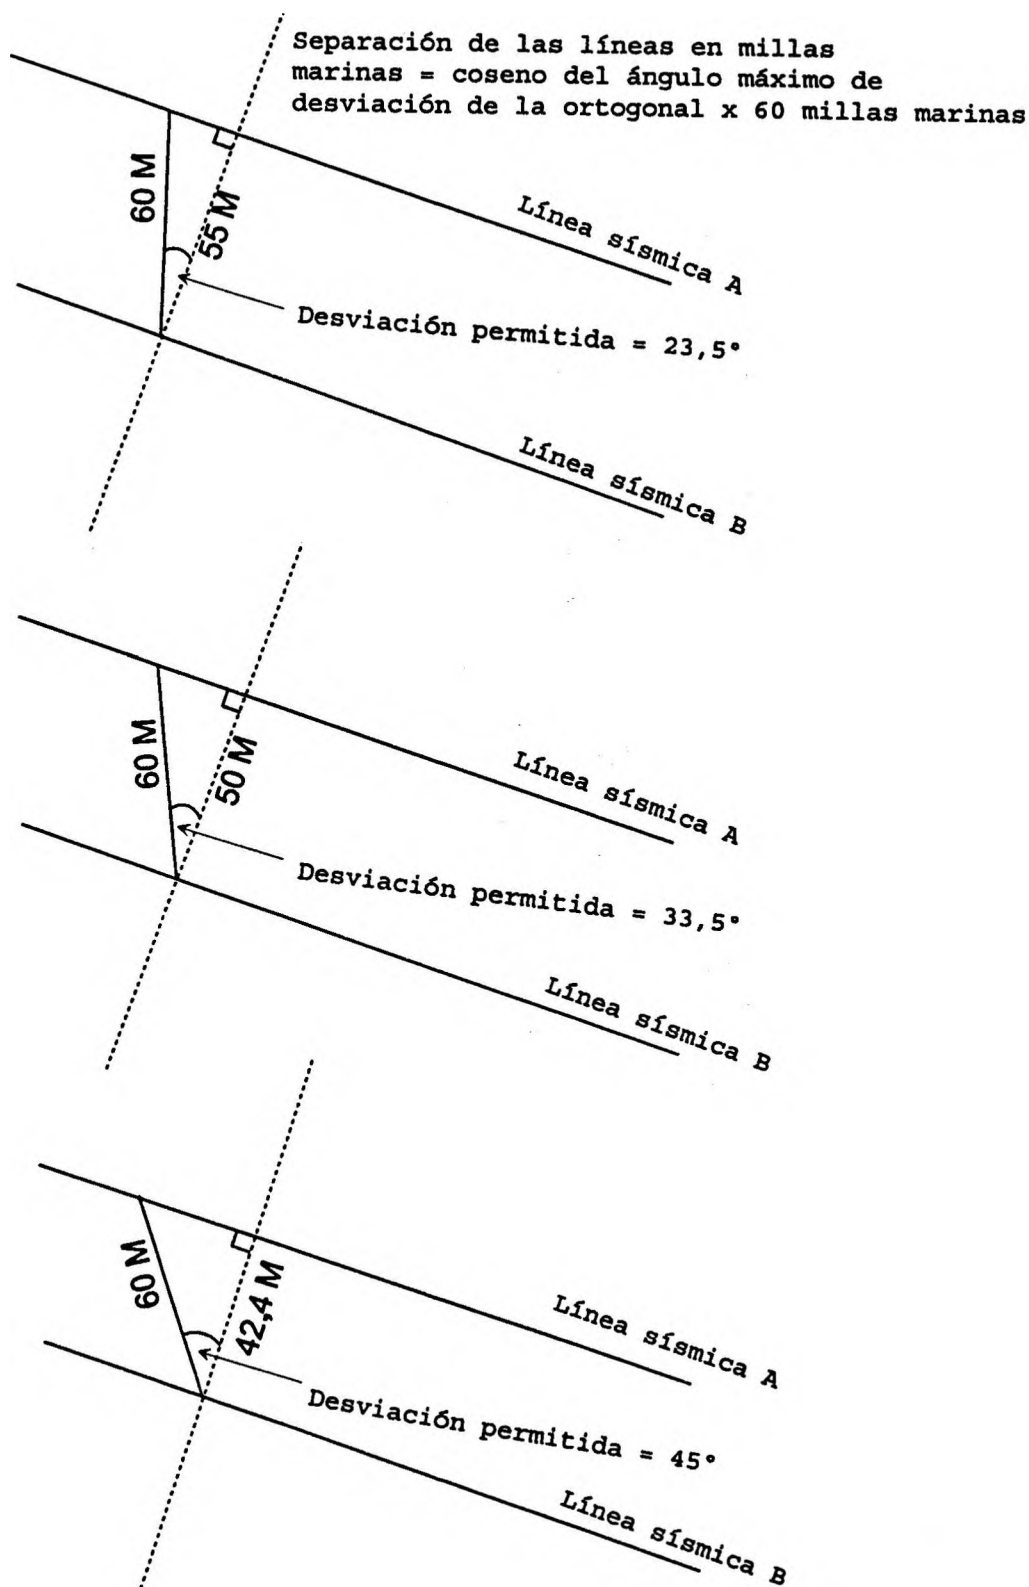 Separación de las líneas en millas
marinas = coseno del ángulo máximo de
desviación de la ortogonal x 60 millas marinas
60 M
55 M
Línea sísmica A
Desviación permitida = 23,5°
Línea sísmica B
60 M
50 M
Línea sísmica A
Desviación permitida = 33,5°
Línea sísmica B
60 M
42,4 M
Línea sísmica A
Desviación permitida = 45°
Línea sísmica B